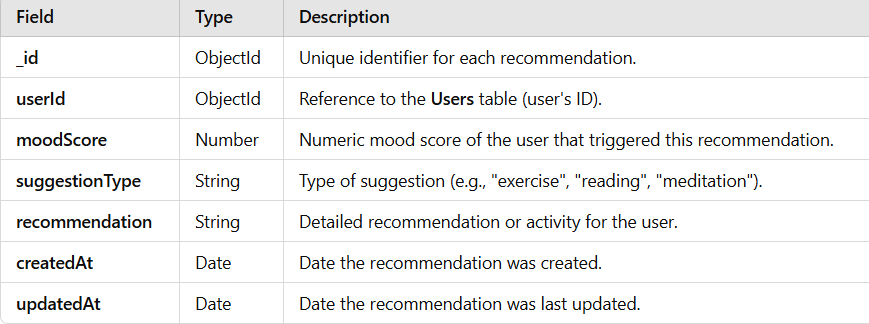 Field Type Description
_id ObjectId Unique identifier for each recommendation.
userId ObjectId Reference to the Users table (user's ID).
moodScore Number Numeric mood score of the user that triggered this recommendation.
suggestionType String Type of suggestion (e.g., "exercise", "reading", "meditation").
recommendation String Detailed recommendation or activity for the user.
createdAt Date Date the recommendation was created.
updatedAt Date Date the recommendation was last updated.